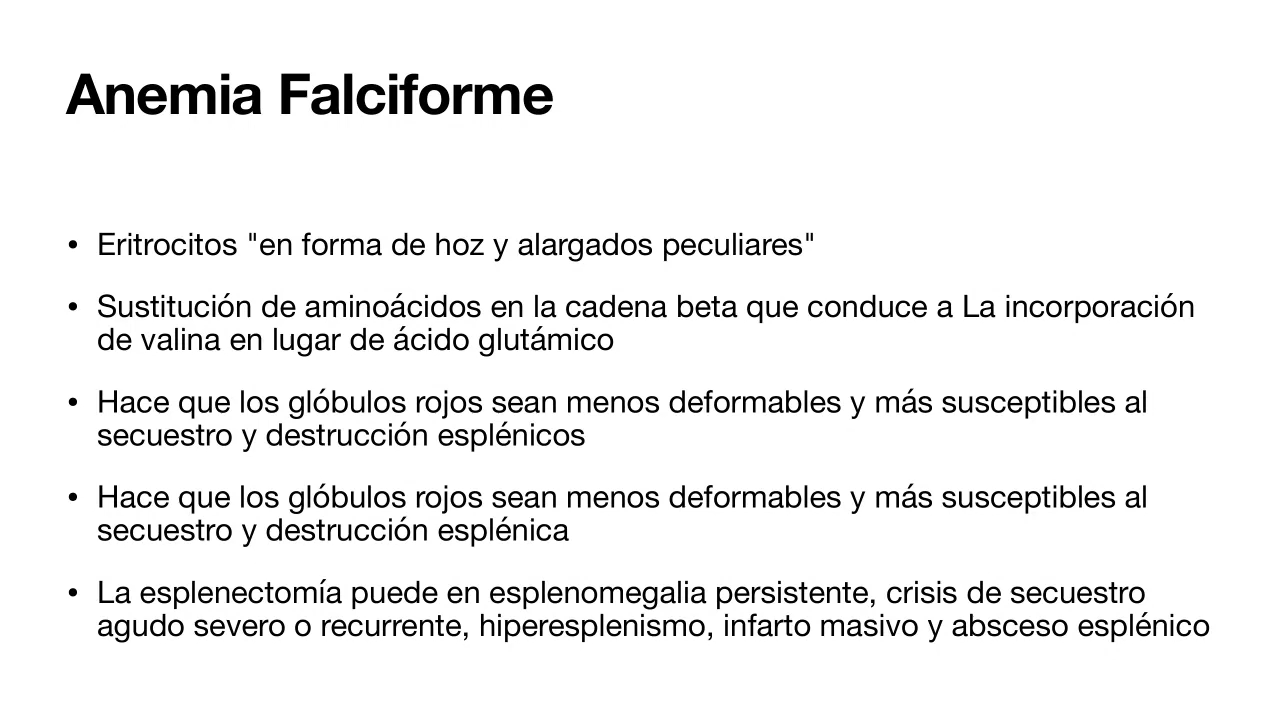 Anemia Falciforme
• Eritrocitos "en forma de hoz y alargados peculiares"
• Sustitución de aminoácidos en la cadena beta que conduce a La incorporación
de valina en lugar de ácido glutámico
• Hace que los glóbulos rojos sean menos deformables y más susceptibles al
secuestro y destrucción esplénicos
• Hace que los glóbulos rojos sean menos deformables y más susceptibles al
secuestro y destrucción esplénica
• La esplenectomía puede en esplenomegalia persistente, crisis de secuestro
agudo severo o recurrente, hiperesplenismo, infarto masivo y absceso esplénico